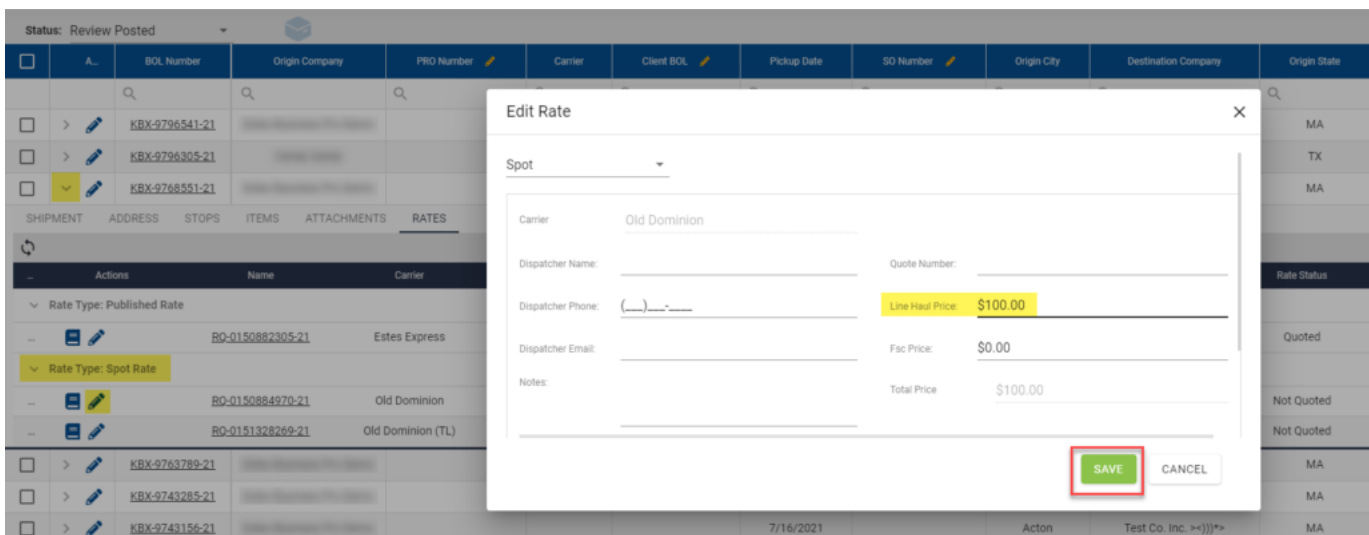 Status: Review Posted
A... BOL Number Origin Company PRO Number Carrier Client BOL Pickup Date SO Number Origin City Destination Company Origin State
Edit Rate
KBX-9796541-21 MA
Spot
KBX-9796305-21 TX
KBX-9768551-21 MA
SHIPMENT ADDRESS STOPS ITEMS ATTACHMENTS RATES
Carrier Old Dominion
Dispatcher Name: Quote Number:
... Actions Name Carrier Rate Status
Rate Type: Published Rate
Dispatcher Phone: (___)___-____ Line Haul Price: $100.00
... RQ-0150882305-21 Estes Express Quoted
Dispatcher Email: Fsc Price: $0.00
Rate Type: Spot Rate
Notes: Total Price $100.00
... RQ-0150884970-21 Old Dominion Not Quoted
... RQ-0151328269-21 Old Dominion (TL) Not Quoted
KBX-9763789-21 MA
SAVE CANCEL
KBX-9743285-21 MA
KBX-9743156-21 7/16/2021 Acton Test Co. Inc. ><)))*> MA